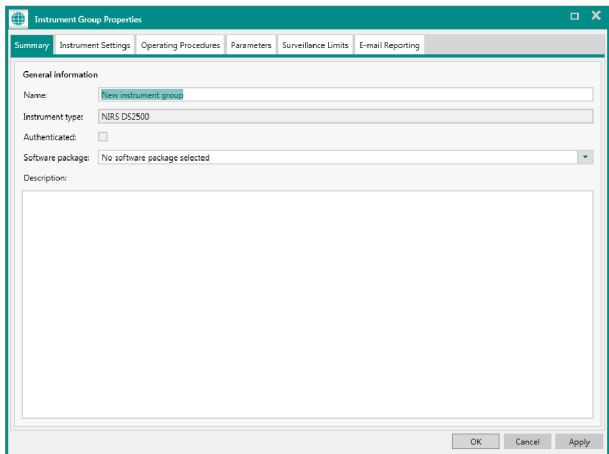 Instrument Group Properties
Summary Instrument Settings Operating Procedures Parameters Surveillance Limits E-mail Reporting
General information
Name: New instrument group
Instrument type: NIRS DS2500
Authenticated:
Software package: No software package selected
Description:
OK Cancel Apply